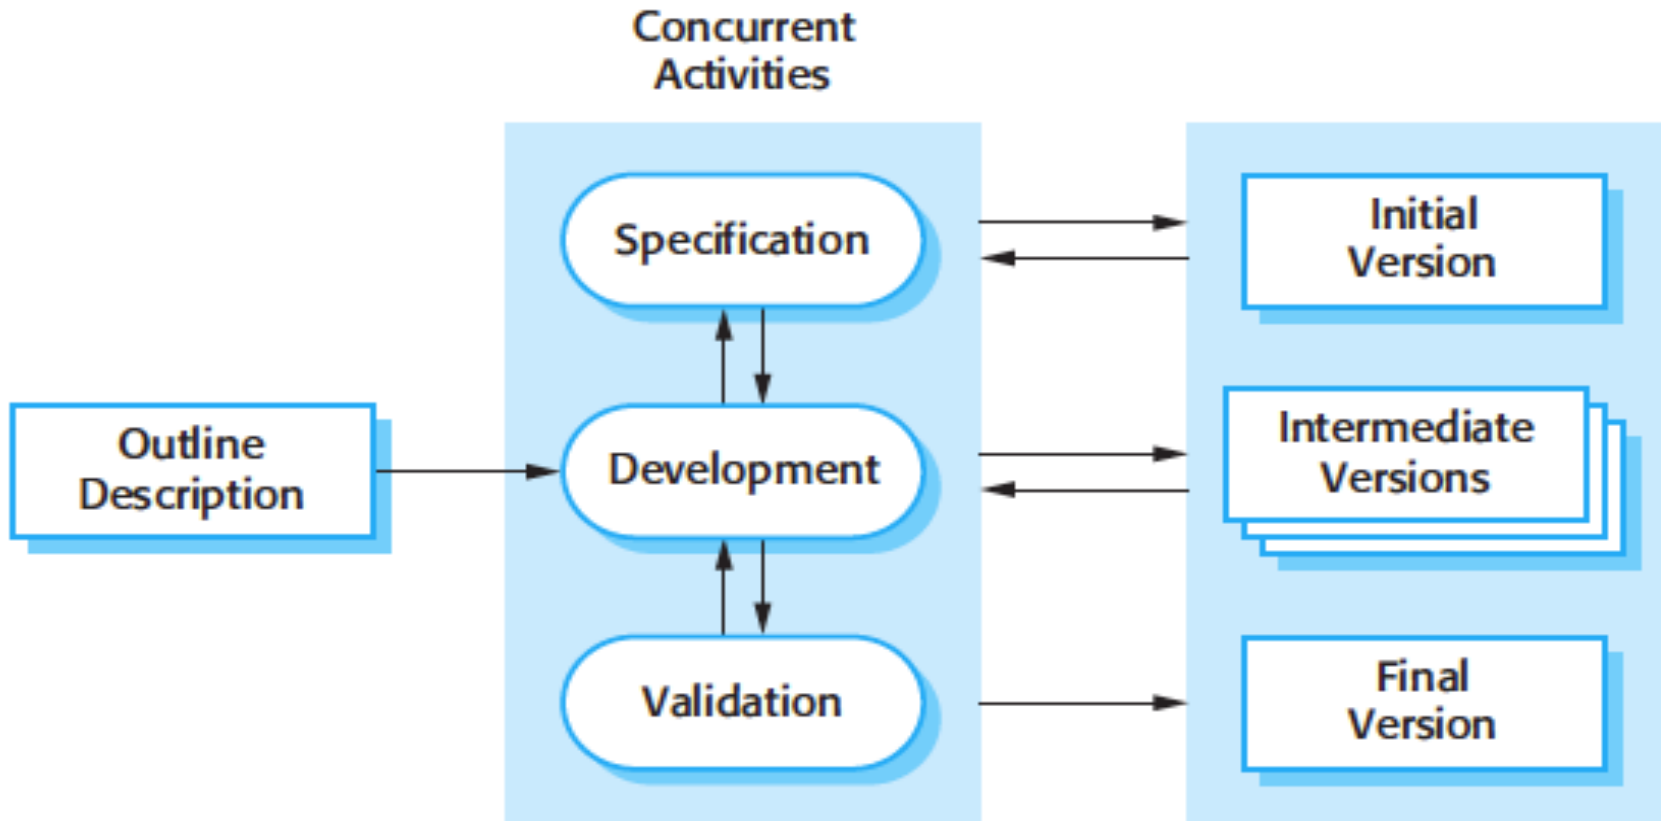 Concurrent
Activities
Specification
Initial
Version
Outline
Description
Development
Intermediate
Versions
Validation
Final
Version